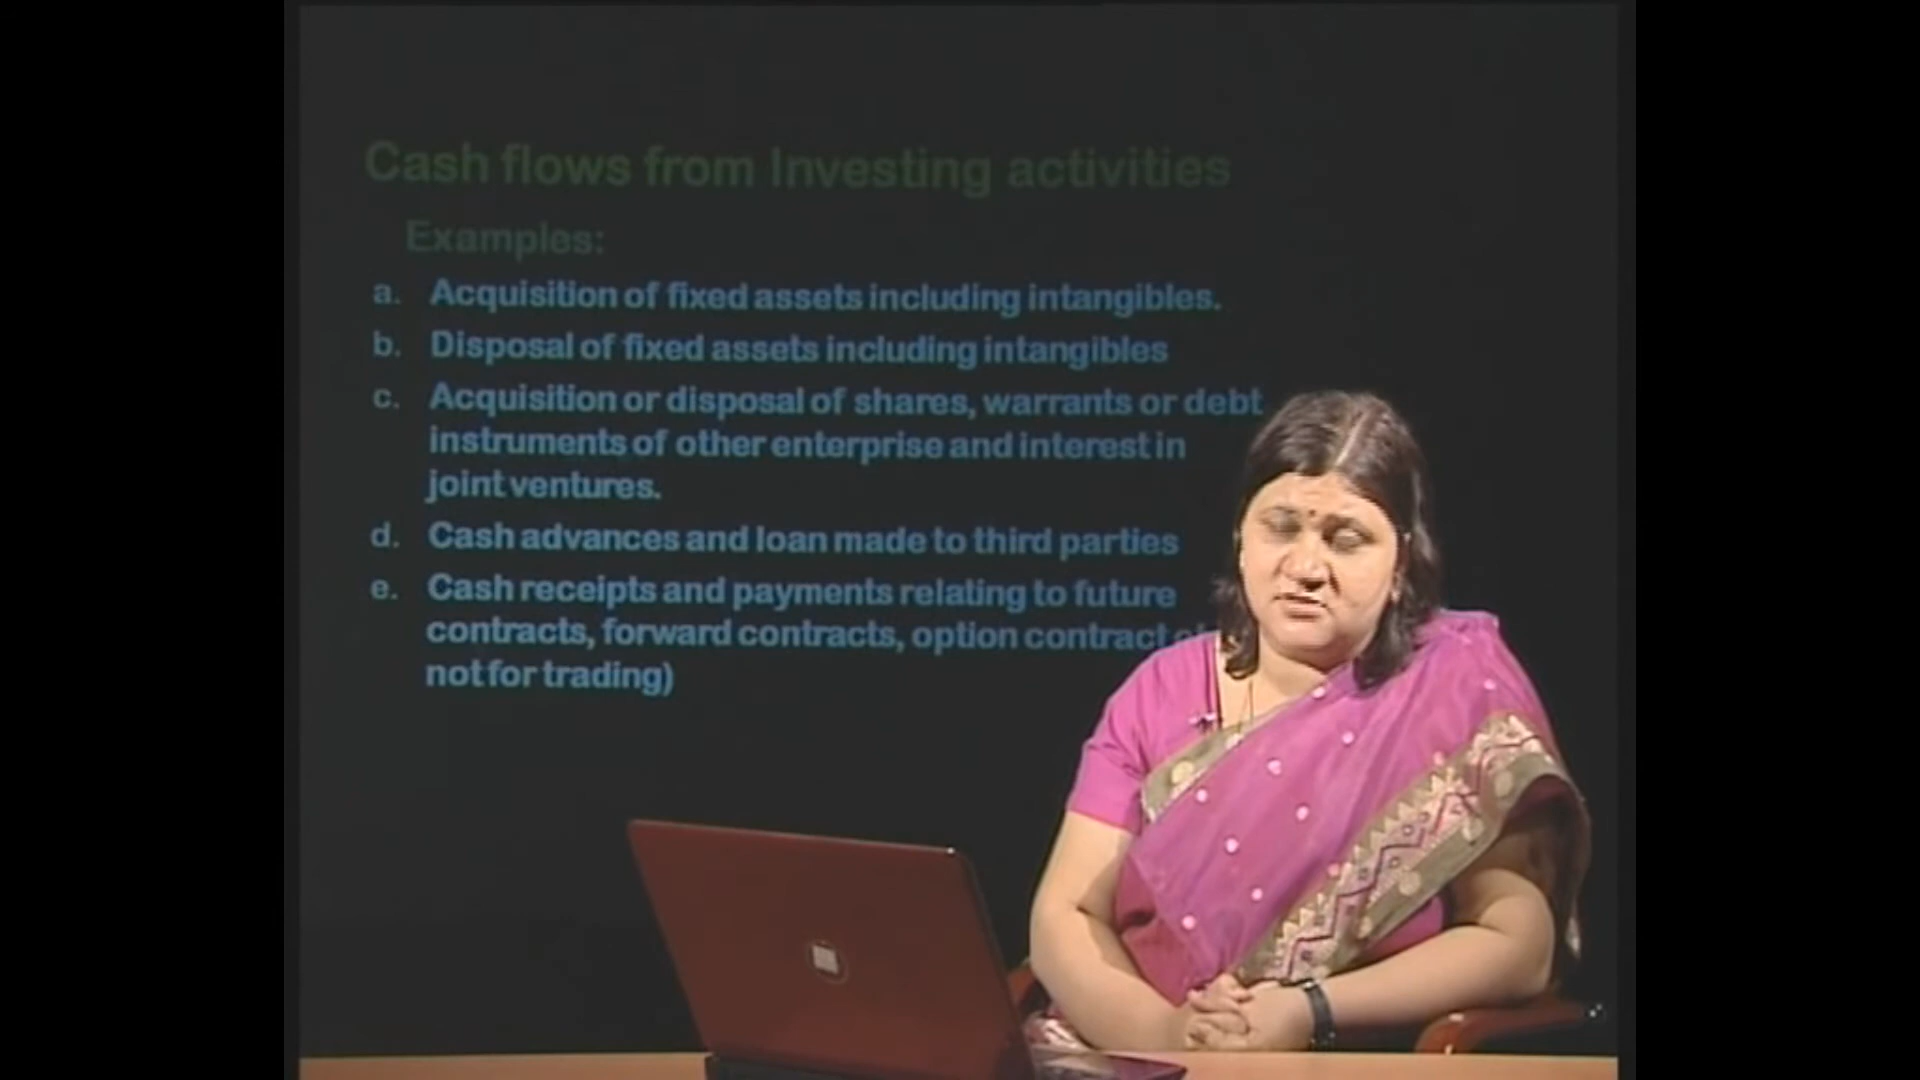 Cash flows from Investing activities
Examples:
a. Acquisition of fixed assets including intangibles.
b. Disposal of fixed assets including intangibles
c. Acquisition or disposal of shares, warrants or debt
instruments of other enterprise and interest in
joint ventures.
d. Cash advances and loan made to third parties
e. Cash receipts and payments relating to future
contracts, forward contracts, option contract
not for trading)